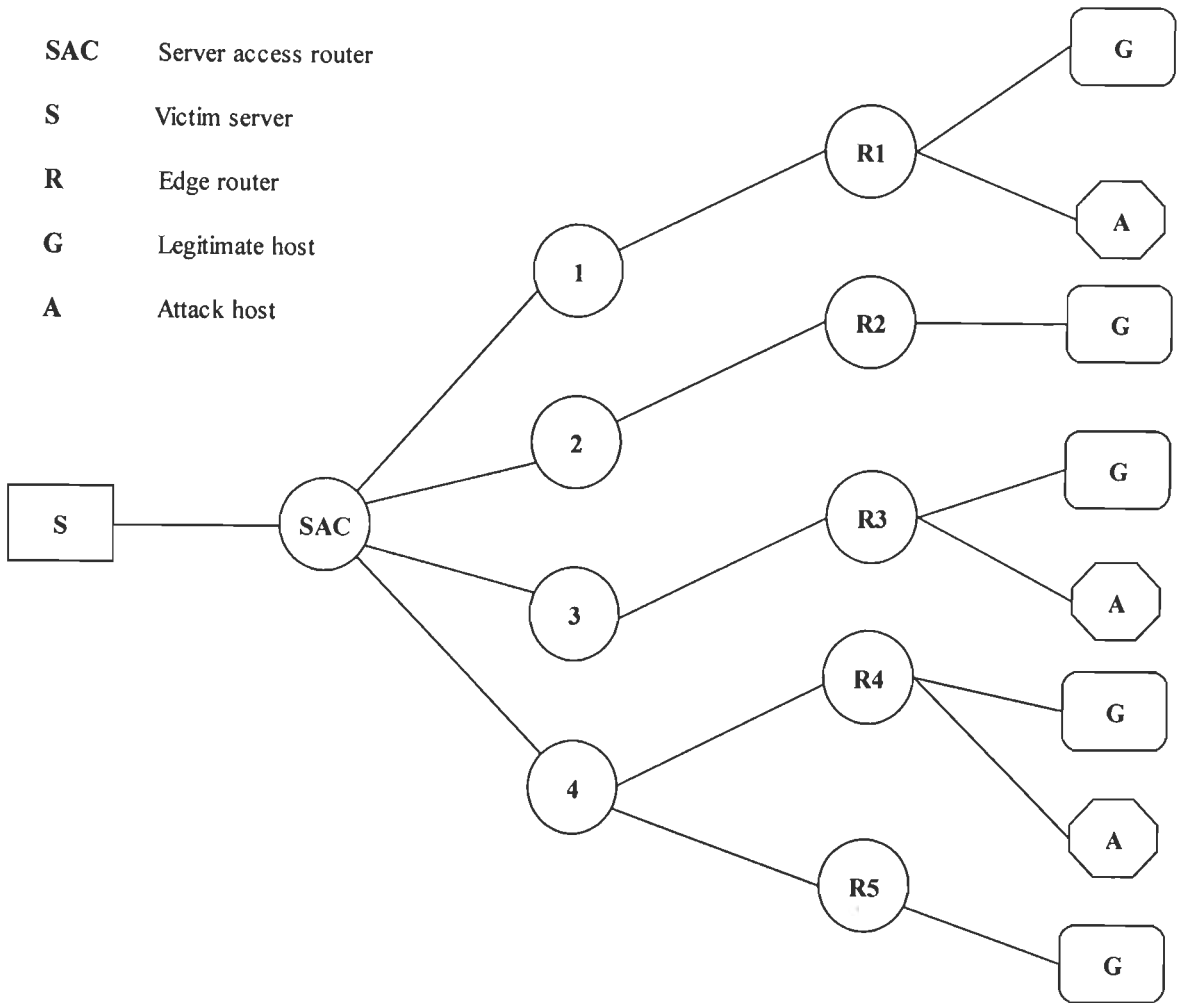 SAC Server access router
S Victim server
R Edge router
G Legitimate host
A Attack host
G
R1
A
1
R2
G
2
G
S
SAC
R3
A
3
R4
G
4
A
R5
G